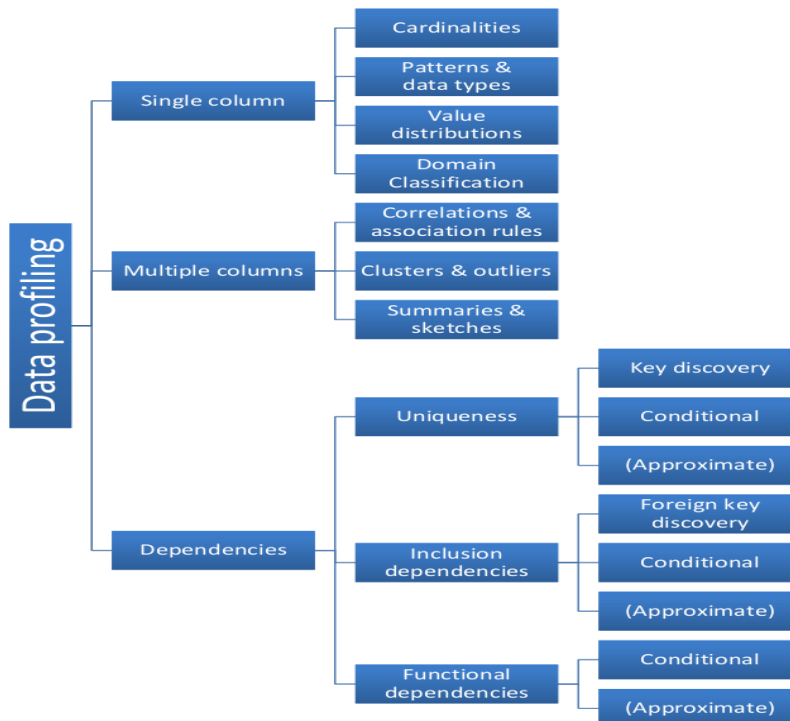 Data profiling
Single column
Cardinalities
Patterns &
data types
Value
distributions
Domain
Classification
Multiple columns
Correlations &
association rules
Clusters & outliers
Summaries &
sketches
Dependencies
Uniqueness
Key discovery
Conditional
(Approximate)
Inclusion
dependencies
Foreign key
discovery
Conditional
(Approximate)
Functional
dependencies
Conditional
(Approximate)